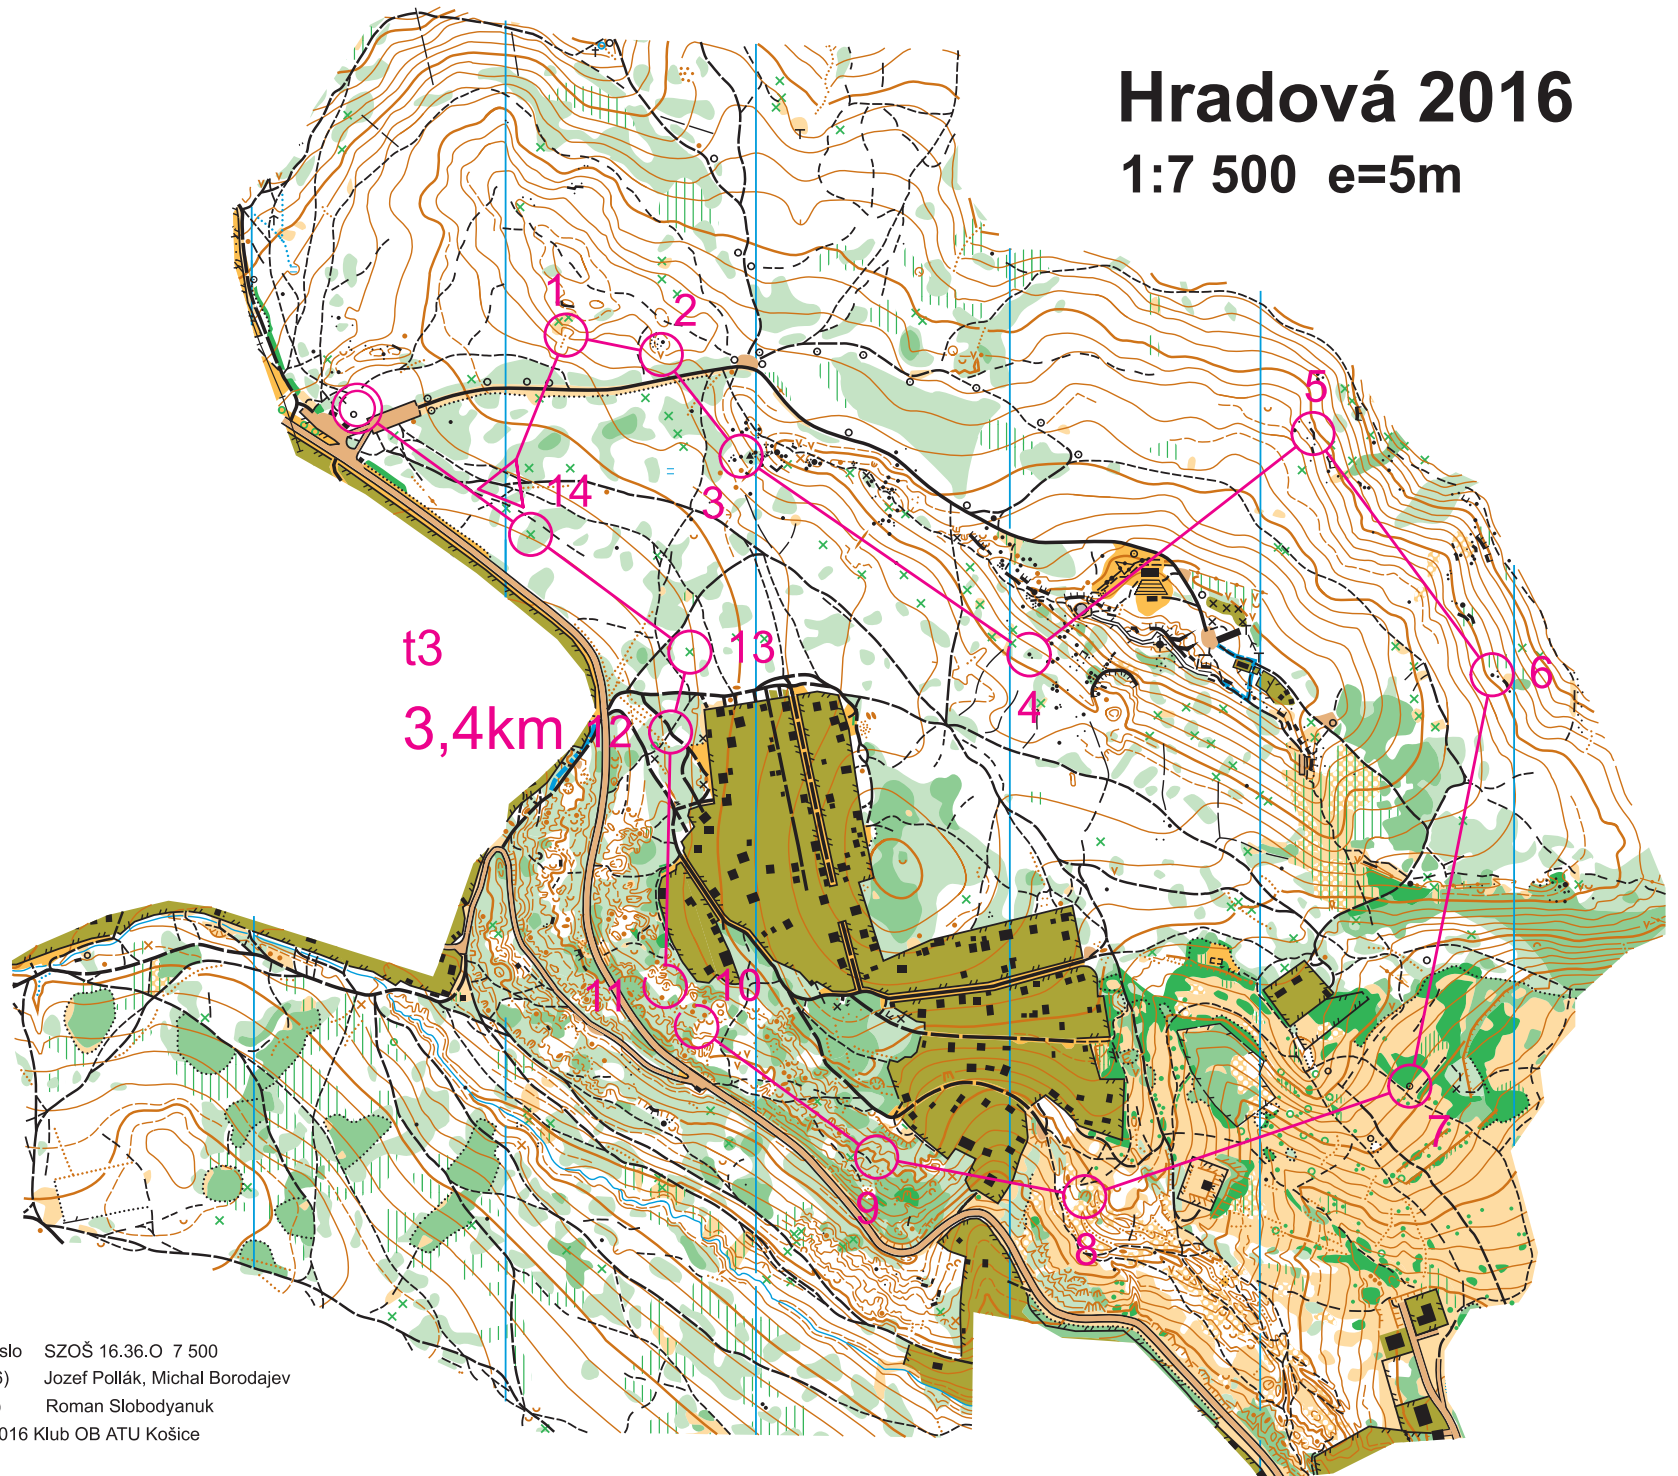 Hradová 2016
1:7 500 e=5m
1
2
3
4
5
6
7
8
9
10
11
12
13
14
t3
3,4km
slo SZOŠ 16.36.O 7 500
6) Jozef Pollák, Michal Borodajev
) Roman Slobodyanuk
016 Klub OB ATU Košice